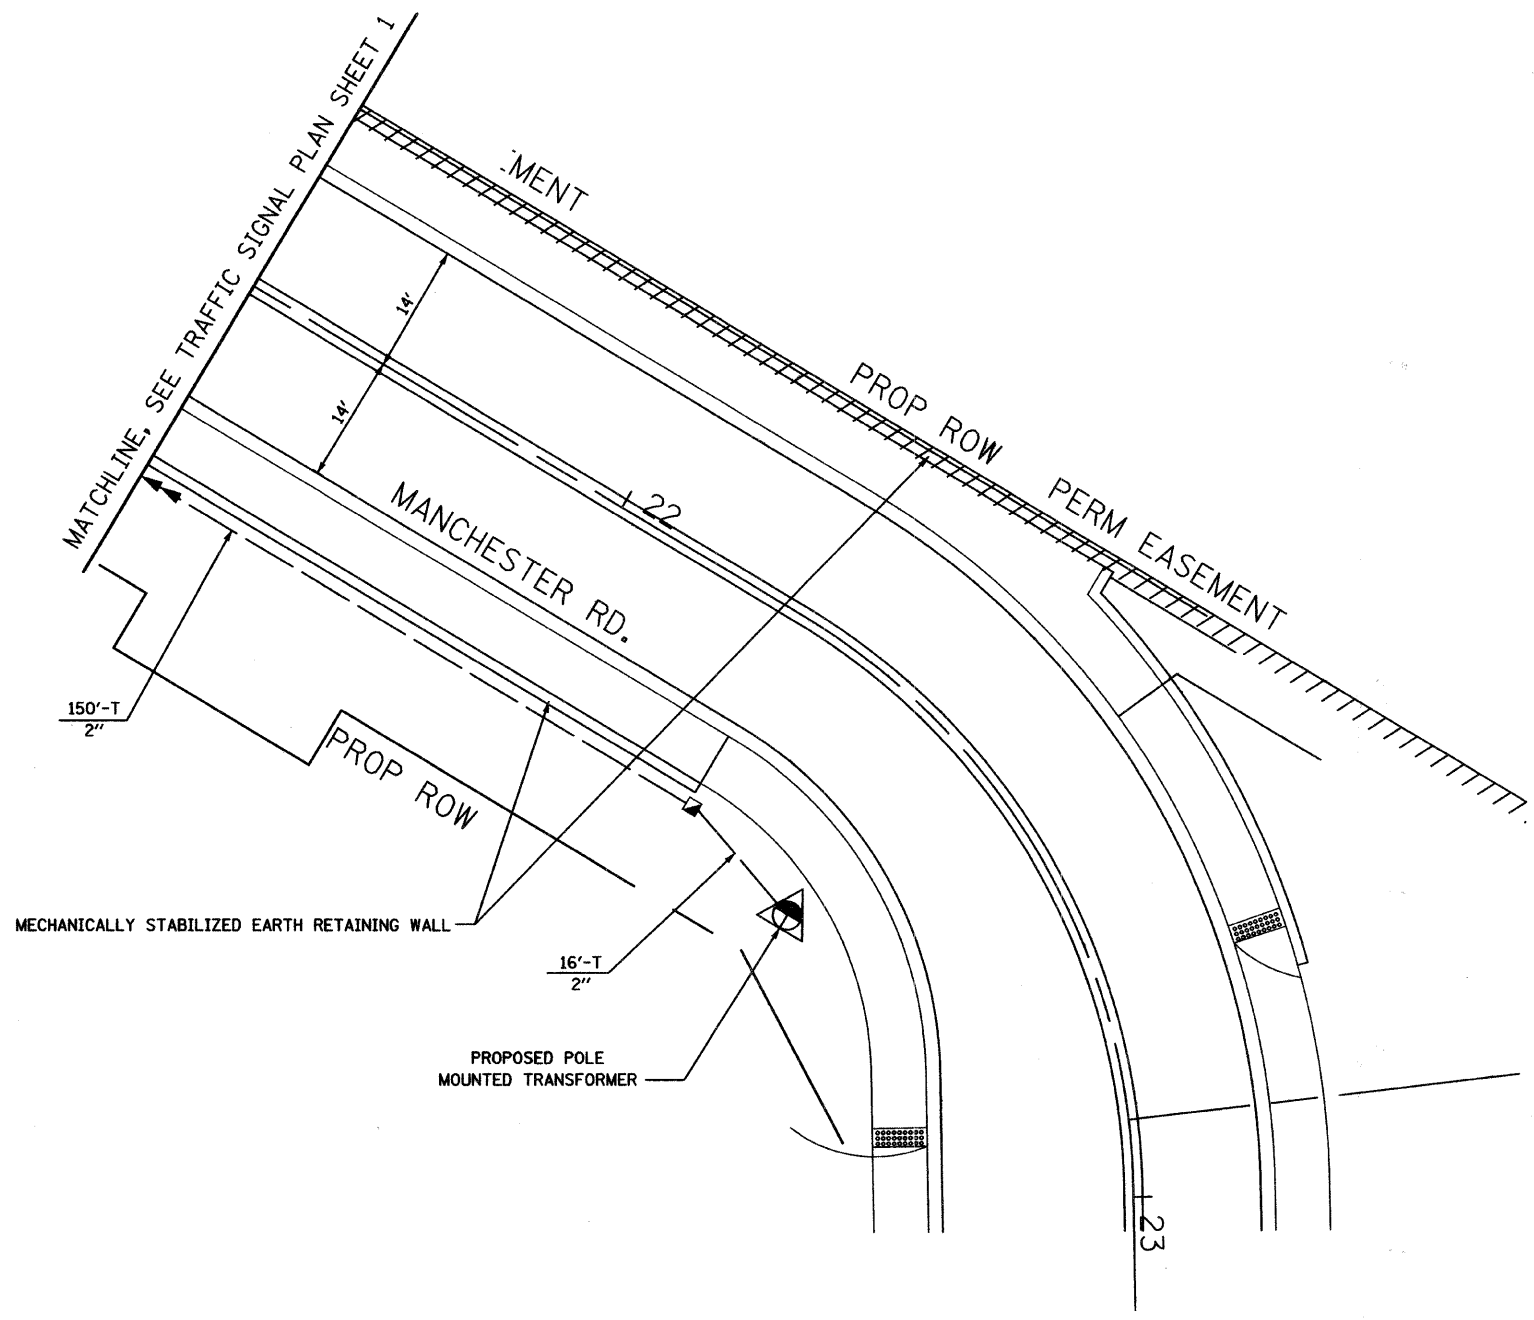 MATCHLINE, SEE TRAFFIC SIGNAL PLAN SHEET 1
MENT
14'
14'
PROP ROW
PERM EASEMENT
22
MANCHESTER RD.
150'-T
2"
PROP ROW
MECHANICALLY STABILIZED EARTH RETAINING WALL
16'-T
2"
PROPOSED POLE
MOUNTED TRANSFORMER
23